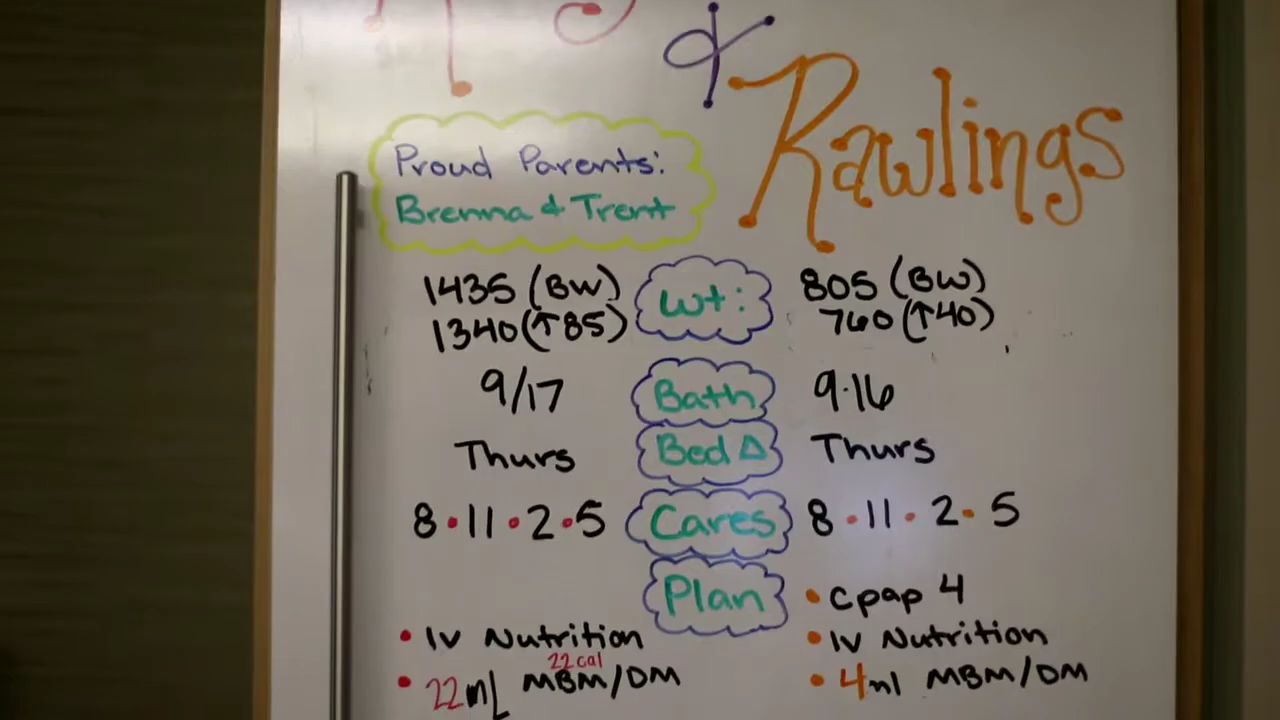 &
Rawlings
Proud Parents:
Brenna & Trent
1435 (BW) Wt: 805 (BW)
1340 (↑85) 760 (↑40)
9/17 Bath 9·16
Thurs Bed Δ Thurs
8 · 11 · 2 · 5 Cares 8 · 11 · 2 · 5
Plan • cpap 4
• IV Nutrition • IV Nutrition
22 cal
• 22ml MBM/DM • 4ml MBM/DM